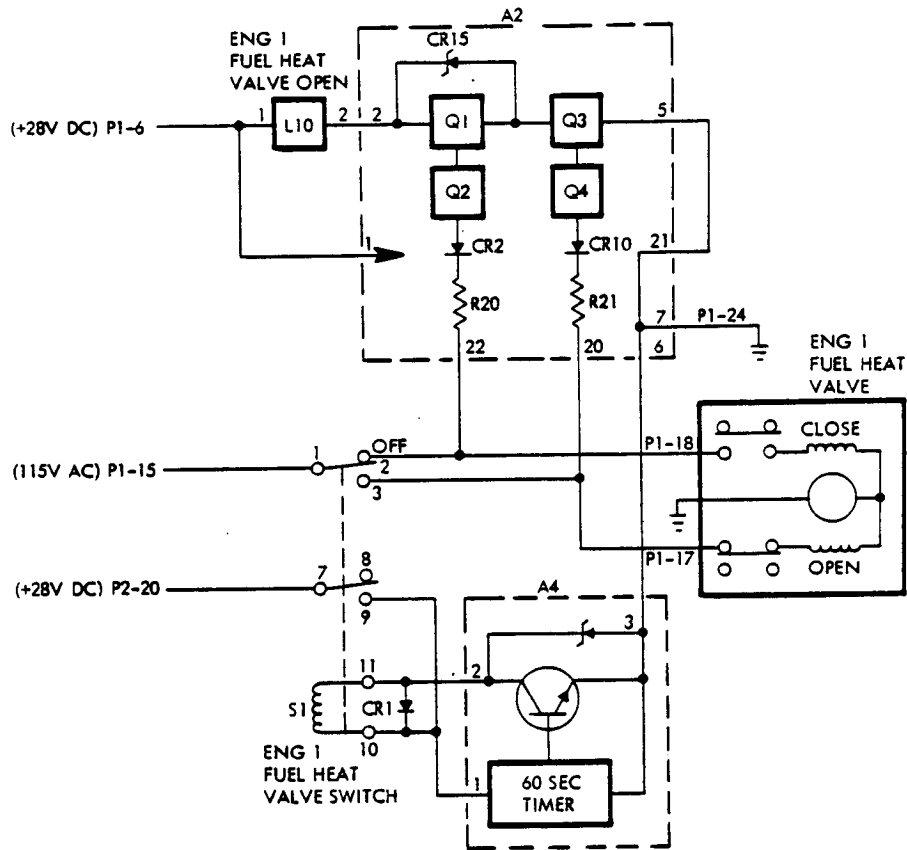 A2
ENG 1
FUEL HEAT
VALVE OPEN
CR15
(+28V DC) P1-6
1
L10
2
2
Q1
Q3
5
Q2
Q4
1
CR2
CR10
21
R20
R21
22
20
7
P1-24
6
ENG 1
FUEL HEAT
VALVE
CLOSE
P1-18
OFF
(115V AC) P1-15
1
2
3
P1-17
OPEN
(+28V DC) P2-20
7
8
9
A4
3
11
2
S1
CR1
10
ENG 1
FUEL HEAT
VALVE SWITCH
1
60 SEC
TIMER